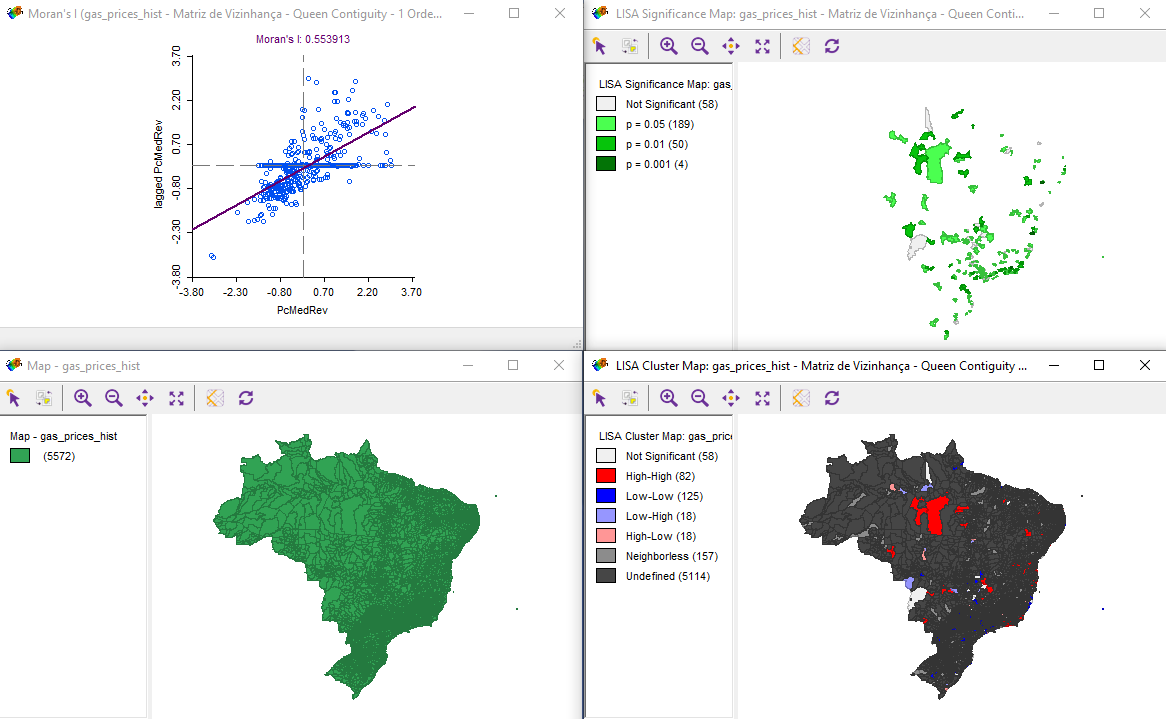 Moran's I (gas_prices_hist - Matriz de Vizinhança - Queen Contiguity - 1 Orde...
Moran's I: 0.553913
lagged PcMedRev
3.70
2.20
0.70
-0.80
-2.30
-3.80
-3.80 -2.30 -0.80 0.70 2.20 3.70
PcMedRev
LISA Significance Map: gas_prices_hist - Matriz de Vizinhança - Queen Conti...
LISA Significance Map: gas_
Not Significant (58)
p = 0.05 (189)
p = 0.01 (50)
p = 0.001 (4)
Map - gas_prices_hist
Map - gas_prices_hist
(5572)
LISA Cluster Map: gas_prices_hist - Matriz de Vizinhança - Queen Contiguity ...
LISA Cluster Map: gas_price
Not Significant (58)
High-High (82)
Low-Low (125)
Low-High (18)
High-Low (18)
Neighborless (157)
Undefined (5114)